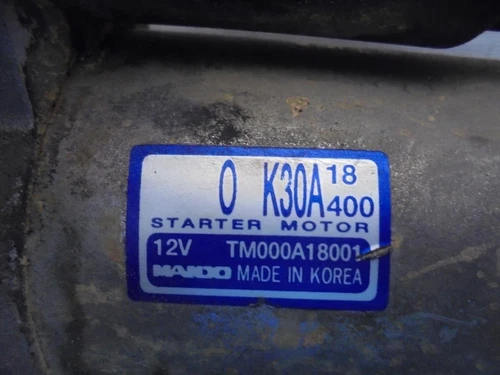 0 K30A 18 400
STARTER MOTOR
12V TM000A18001
MANDO MADE IN KOREA